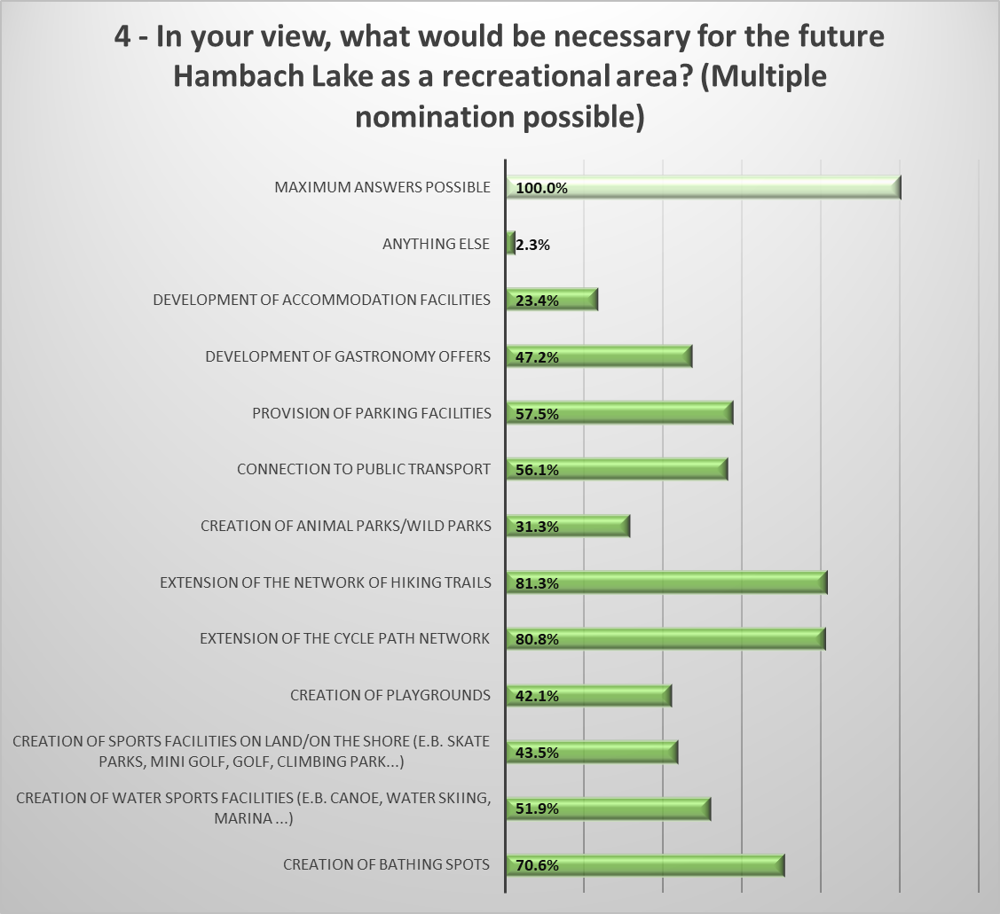 4 - In your view, what would be necessary for the future
Hambach Lake as a recreational area? (Multiple
nomination possible)
MAXIMUM ANSWERS POSSIBLE
100.0%
ANYTHING ELSE
2.3%
DEVELOPMENT OF ACCOMMODATION FACILITIES
23.4%
DEVELOPMENT OF GASTRONOMY OFFERS
47.2%
PROVISION OF PARKING FACILITIES
57.5%
CONNECTION TO PUBLIC TRANSPORT
56.1%
CREATION OF ANIMAL PARKS/WILD PARKS
31.3%
EXTENSION OF THE NETWORK OF HIKING TRAILS
81.3%
EXTENSION OF THE CYCLE PATH NETWORK
80.8%
CREATION OF PLAYGROUNDS
42.1%
CREATION OF SPORTS FACILITIES ON LAND/ON THE SHORE (E.B. SKATE
PARKS, MINI GOLF, GOLF, CLIMBING PARK...)
43.5%
CREATION OF WATER SPORTS FACILITIES (E.B. CANOE, WATER SKIING,
MARINA ...)
51.9%
CREATION OF BATHING SPOTS
70.6%